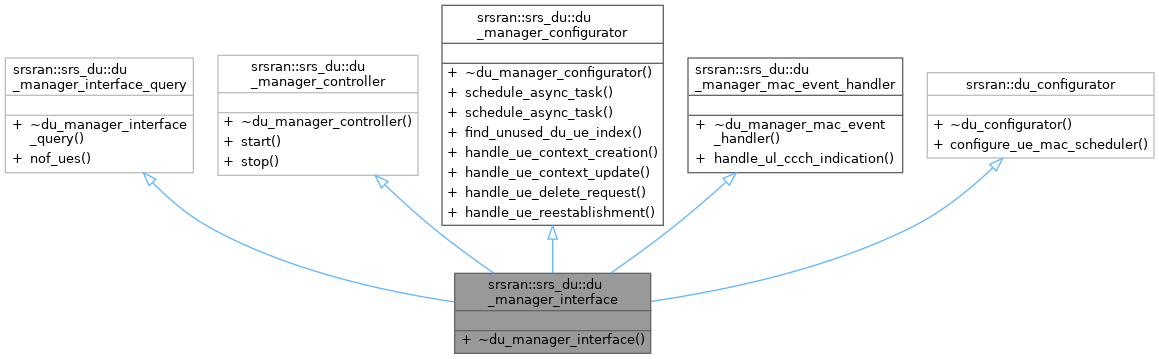 srsran::srs_du::du
_manager_interface_query
+ ~du_manager_interface
_query()
+ nof_ues()
srsran::srs_du::du
_manager_controller
+ ~du_manager_controller()
+ start()
+ stop()
srsran::srs_du::du
_manager_configurator
+ ~du_manager_configurator()
+ schedule_async_task()
+ schedule_async_task()
+ find_unused_du_ue_index()
+ handle_ue_context_creation()
+ handle_ue_context_update()
+ handle_ue_delete_request()
+ handle_ue_reestablishment()
srsran::srs_du::du
_manager_mac_event_handler
+ ~du_manager_mac_event
_handler()
+ handle_ul_ccch_indication()
srsran::du_configurator
+ ~du_configurator()
+ configure_ue_mac_scheduler()
srsran::srs_du::du
_manager_interface
+ ~du_manager_interface()